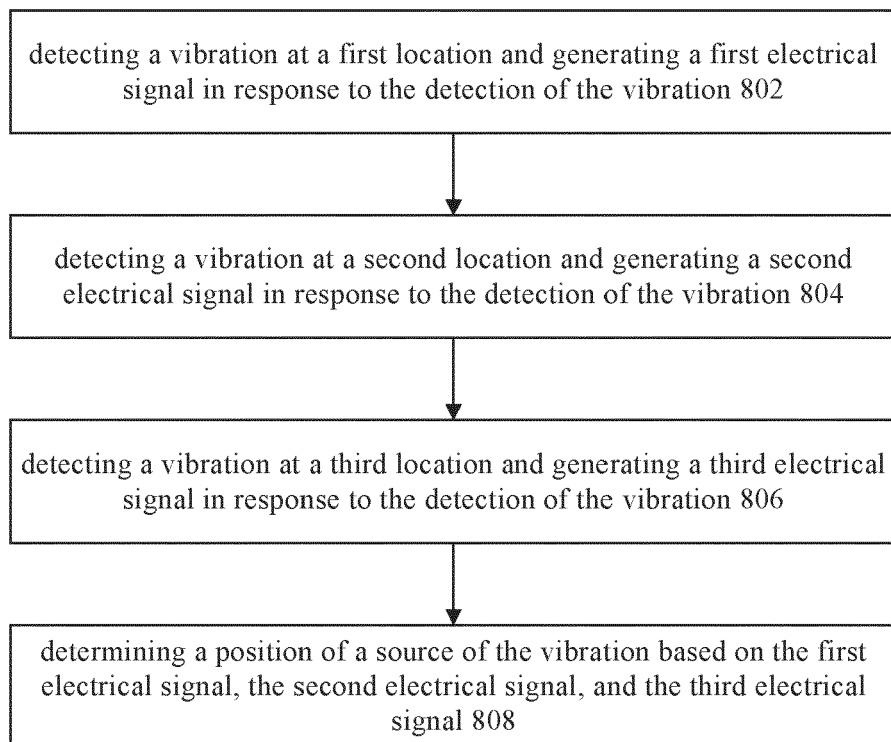 detecting a vibration at a first location and generating a first electrical
signal in response to the detection of the vibration 802
detecting a vibration at a second location and generating a second
electrical signal in response to the detection of the vibration 804
detecting a vibration at a third location and generating a third electrical
signal in response to the detection of the vibration 806
determining a position of a source of the vibration based on the first
electrical signal, the second electrical signal, and the third electrical
signal 808